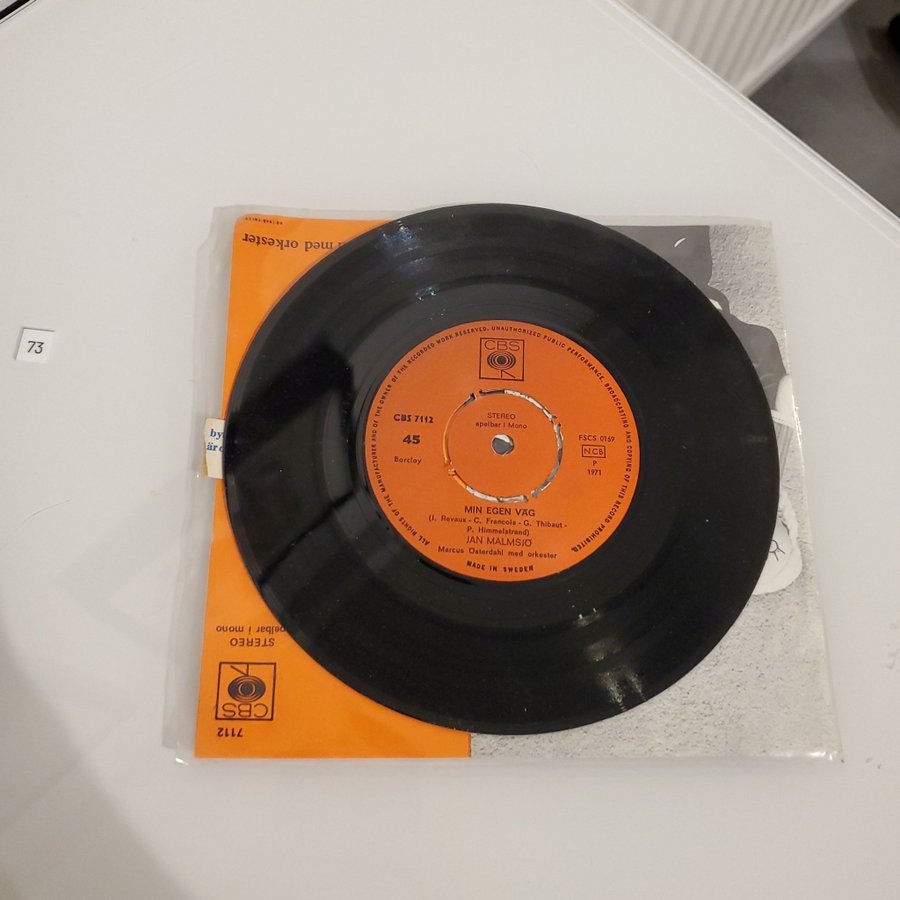 73
med orkester
by
CBS
ALL RIGHTS OF THE MANUFACTURER AND OF THE OWNER OF THE RECORDED WORK RESERVED. UNAUTHORIZED PUBLIC PERFORMANCE, BROADCASTING AND COPYING OF THIS RECORD PROHIBITED.
STEREO
spelbar i Mono
CBS 7112
45
Barclay
FSCS 0169
NCB
P
1971
MIN EGEN VÄG
(J. Revaux - C. Francois - G. Thibaut -
P. Himmelstrand)
JAN MALMSJÖ
Marcus Österdahl med orkester
MADE IN SWEDEN
7112
CBS
STEREO
i mono